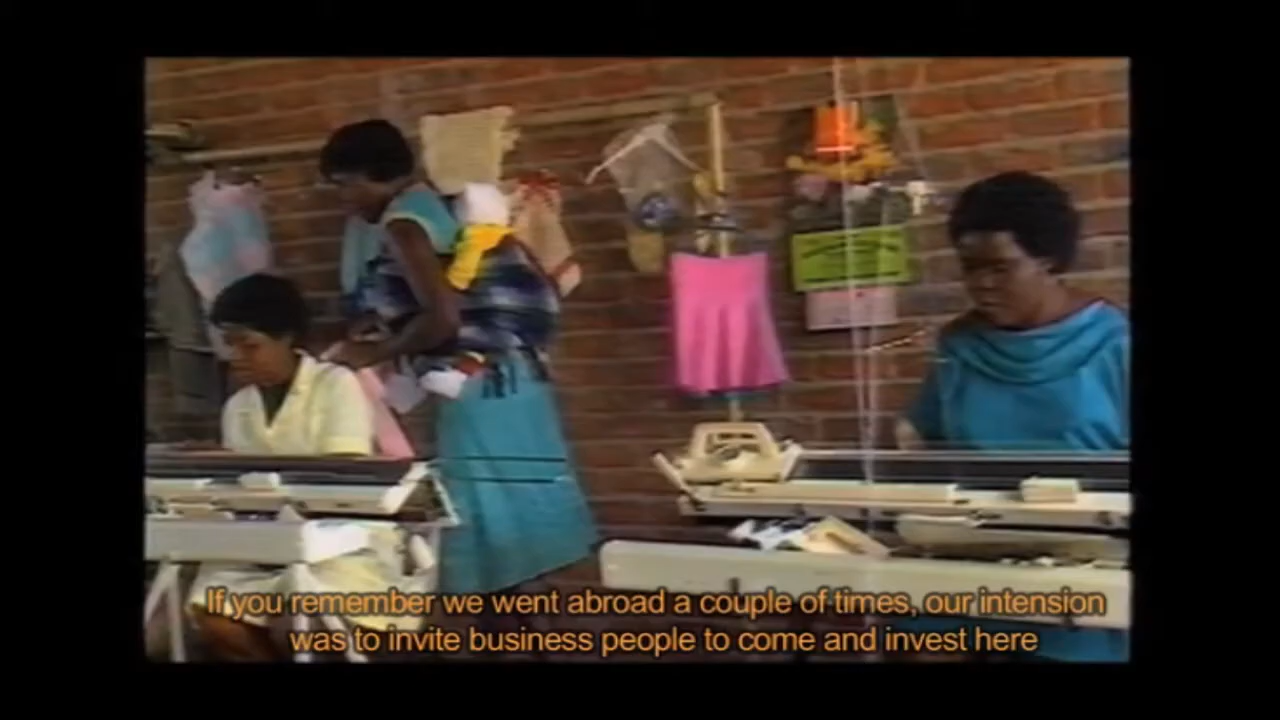 If you remember we went abroad a couple of times, our intension
was to invite business people to come and invest here